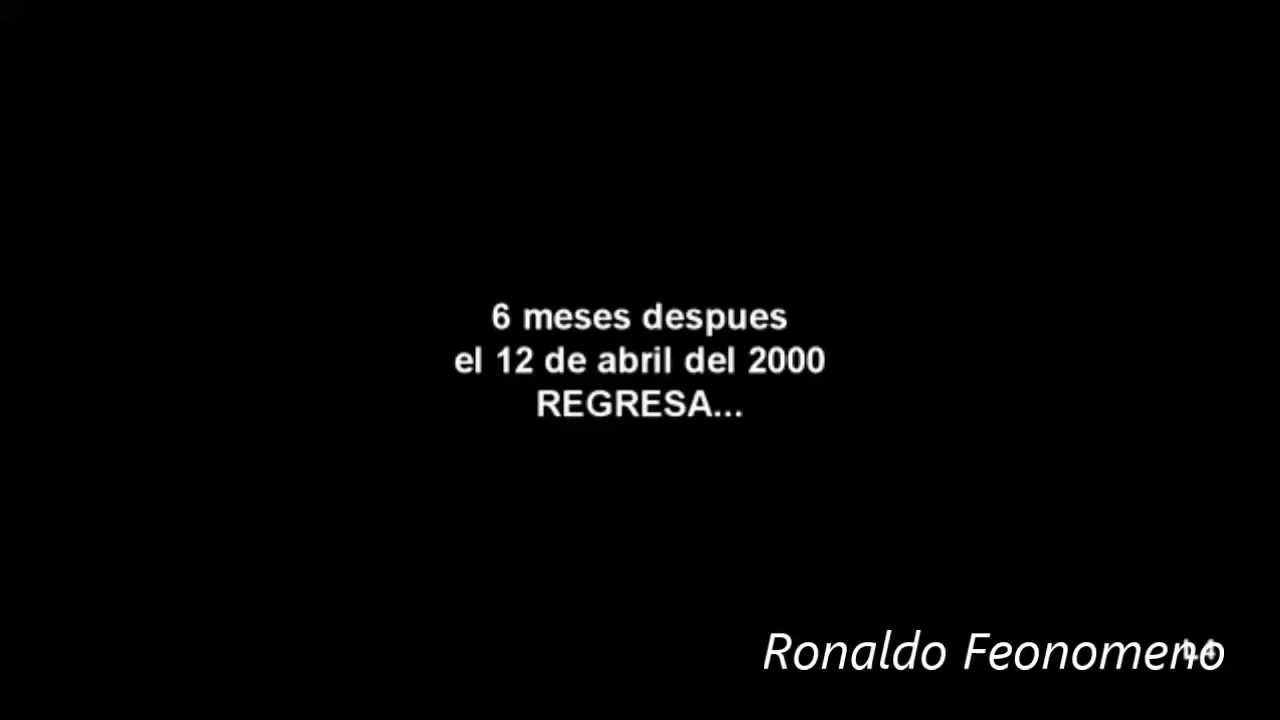 6 meses despues
el 12 de abril del 2000
REGRESA...
Ronaldo Feonomeno